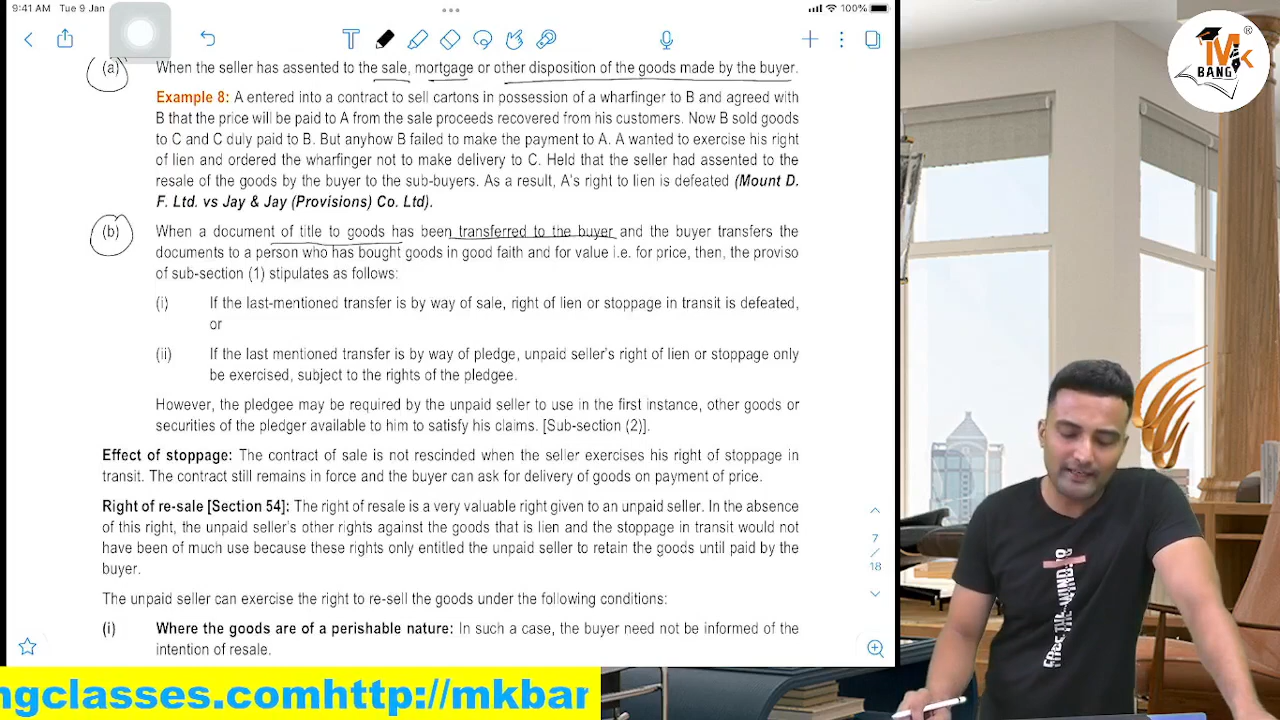 9:41 AM Tue 9 Jan
100%
T
(a) When the seller has assented to the sale, mortgage or other disposition of the goods made by the buyer.
Example 8: A entered into a contract to sell cartons in possession of a wharfinger to B and agreed with
B that the price will be paid to A from the sale proceeds recovered from his customers. Now B sold goods
to C and C duly paid to B. But anyhow B failed to make the payment to A. A wanted to exercise his right
of lien and ordered the wharfinger not to make delivery to C. Held that the seller had assented to the
resale of the goods by the buyer to the sub-buyers. As a result, A's right to lien is defeated (Mount D.
F. Ltd. vs Jay & Jay (Provisions) Co. Ltd).
(b) When a document of title to goods has been transferred to the buyer and the buyer transfers the
documents to a person who has bought goods in good faith and for value i.e. for price, then, the proviso
of sub-section (1) stipulates as follows:
(i) If the last-mentioned transfer is by way of sale, right of lien or stoppage in transit is defeated,
or
(ii) If the last mentioned transfer is by way of pledge, unpaid seller's right of lien or stoppage only
be exercised, subject to the rights of the pledgee.
However, the pledgee may be required by the unpaid seller to use in the first instance, other goods or
securities of the pledger available to him to satisfy his claims. [Sub-section (2)].
Effect of stoppage: The contract of sale is not rescinded when the seller exercises his right of stoppage in
transit. The contract still remains in force and the buyer can ask for delivery of goods on payment of price.
Right of re-sale [Section 54]: The right of resale is a very valuable right given to an unpaid seller. In the absence
of this right, the unpaid seller's other rights against the goods that is lien and the stoppage in transit would not
have been of much use because these rights only entitled the unpaid seller to retain the goods until paid by the
buyer.
The unpaid seller can exercise the right to re-sell the goods under the following conditions:
(i) Where the goods are of a perishable nature: In such a case, the buyer need not be informed of the
intention of resale.
7
/
18
MK
BANG
®
ngclasses.comhttp://mkban